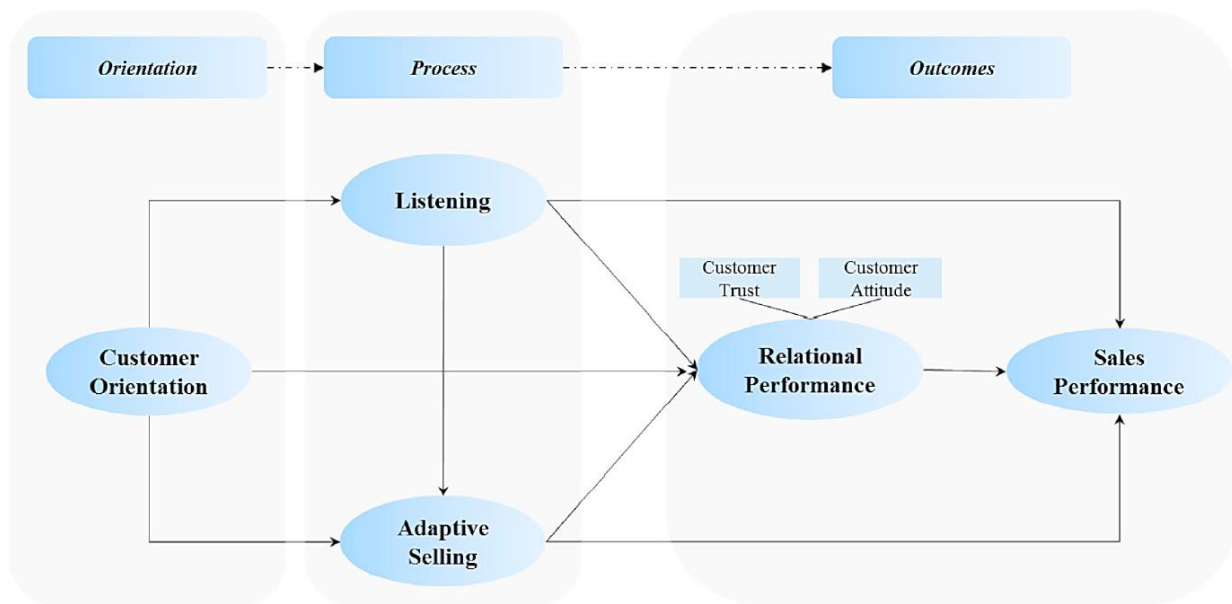 Orientation
Process
Outcomes
Listening
Customer
Trust
Customer
Attitude
Customer
Orientation
Relational
Performance
Sales
Performance
Adaptive
Selling